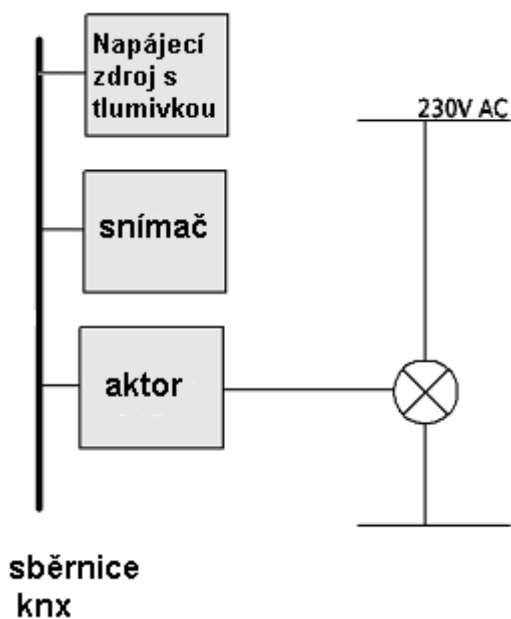 Napájecí
zdroj s
tlumivkou
230V AC
snímač
aktor
sběrnice
knx